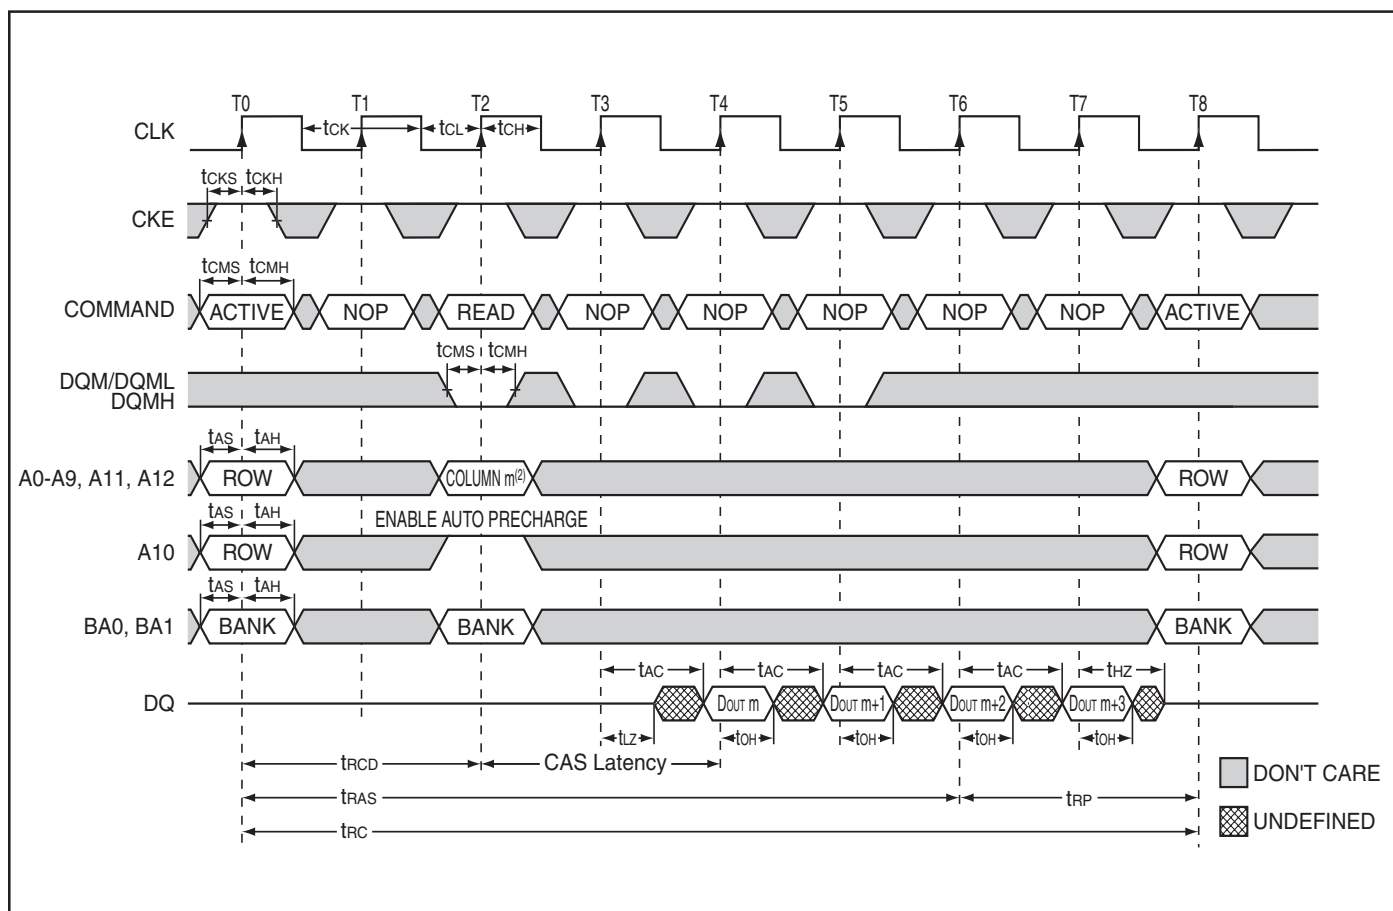 T0 T1 T2 T3 T4 T5 T6 T7 T8
CLK tCK tCL tCH
tCKS tCKH
CKE
tCMS tCMH
COMMAND ACTIVE NOP READ NOP NOP NOP NOP NOP ACTIVE
tCMS tCMH
DQM/DQML
DQMH
tAS tAH
A0-A9, A11, A12 ROW COLUMN m(2) ROW
tAS tAH ENABLE AUTO PRECHARGE
A10 ROW ROW
tAS tAH
BA0, BA1 BANK BANK BANK
tAC tAC tAC tAC tHZ
DQ DOUT m DOUT m+1 DOUT m+2 DOUT m+3
tLZ tOH tOH tOH tOH
tRCD CAS Latency
DON'T CARE
tRAS tRP
UNDEFINED
tRC